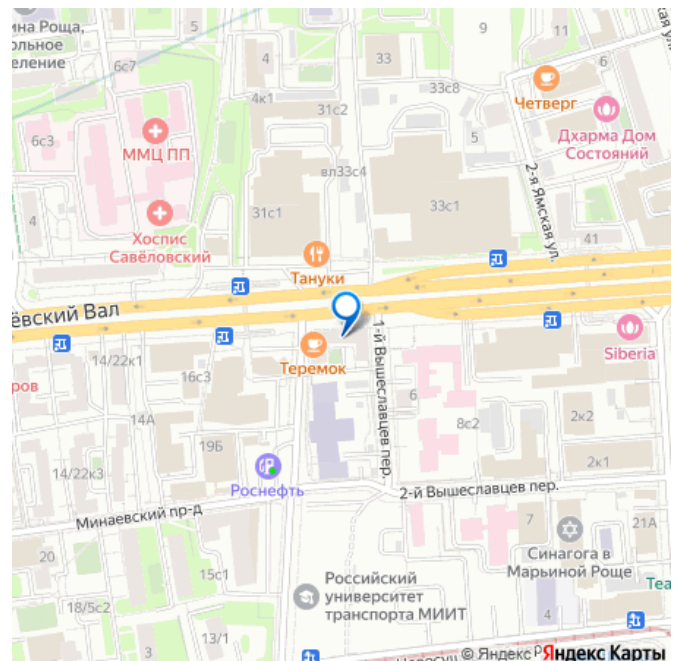 ина Роща,
ольное
еление
5
6с7
4
33
9
11
6
33с8
Четверг
4к1
31с2
6с3
ММЦ ПП
5
Дхарма Дом
Состояний
вл33с4
2-я Ямская ул.
4
Хоспис
Савёловский
31с1
33с1
41
Тануки
ёвский Вал
1-й Вышеславцев пер.
Siberia
14/22к1
Теремок
ров
16с3
6
14А
8с2
2к2
19Б
14/22к3
Роснефть
2к1
2-й Вышеславцев пер.
Минаевский пр-д
7
21А
Синагога в
Марьиной Роще
20
15с1
Российский
университет
транспорта МИИТ
Теа
18/5с2
4
3
13/1
© Яндекс
Яндекс Карты